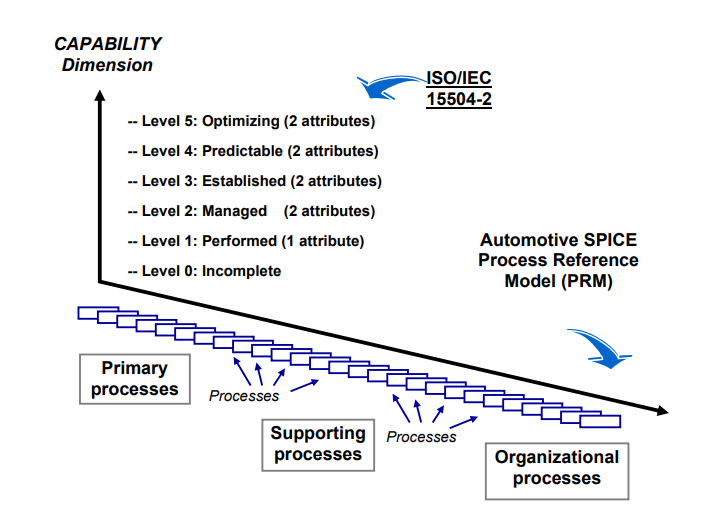 CAPABILITY
Dimension
ISO/IEC
15504-2
-- Level 5: Optimizing (2 attributes)
-- Level 4: Predictable (2 attributes)
-- Level 3: Established (2 attributes)
-- Level 2: Managed (2 attributes)
-- Level 1: Performed (1 attribute)
-- Level 0: Incomplete
Automotive SPICE
Process Reference
Model (PRM)
Primary
processes
Processes
Supporting
processes
Processes
Organizational
processes